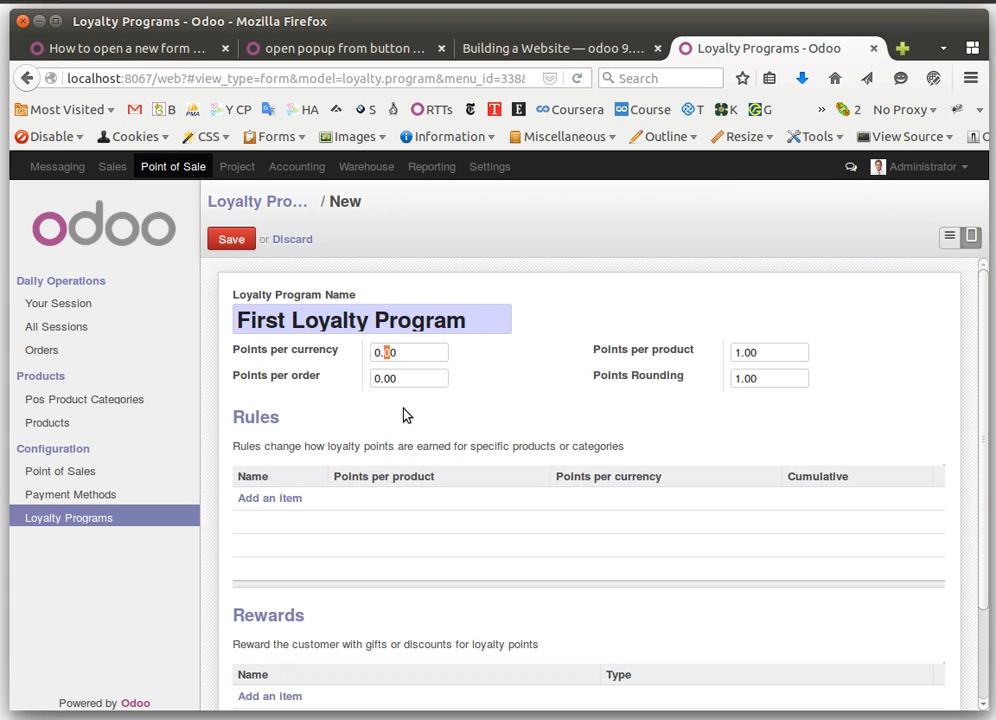 Loyalty Programs - Odoo - Mozilla Firefox
How to open a new form ... × open popup from button ... × Building a Website — odoo 9.... × Loyalty Programs - Odoo ×
localhost:8067/web?#view_type=form&model=loyalty.program&menu_id=338& Search
Most Visited M B Y CP HA S RTTS T E Coursera Course T K G » 2 No Proxy
Disable Cookies CSS Forms Images Information Miscellaneous Outline Resize Tools View Source
Messaging Sales Point of Sale Project Accounting Warehouse Reporting Settings Administrator
odoo
Loyalty Pro... / New
Save or Discard
Daily Operations
Your Session
All Sessions
Orders
Products
Pos Product Categories
Products
Configuration
Point of Sales
Payment Methods
Loyalty Programs
Powered by Odoo
Loyalty Program Name
First Loyalty Program
Points per currency 0.00 Points per product 1.00
Points per order 0.00 Points Rounding 1.00
Rules
Rules change how loyalty points are earned for specific products or categories
Name Points per product Points per currency Cumulative
Add an item
Rewards
Reward the customer with gifts or discounts for loyalty points
Name Type
Add an item